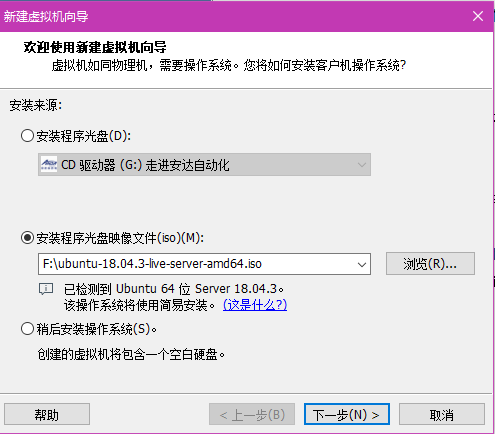 新建虚拟机向导
欢迎使用新建虚拟机向导
虚拟机如同物理机，需要操作系统。您将如何安装客户机操作系统?
安装来源:
安装程序光盘(D):
CD 驱动器 (G:) 走进安达自动化
安装程序光盘映像文件(iso)(M):
F:\ubuntu-18.04.3-live-server-amd64.iso
浏览(R)...
已检测到 Ubuntu 64 位 Server 18.04.3。
该操作系统将使用简易安装。 (这是什么?)
稍后安装操作系统(S)。
创建的虚拟机将包含一个空白硬盘。
帮助
< 上一步(B)
下一步(N) >
取消